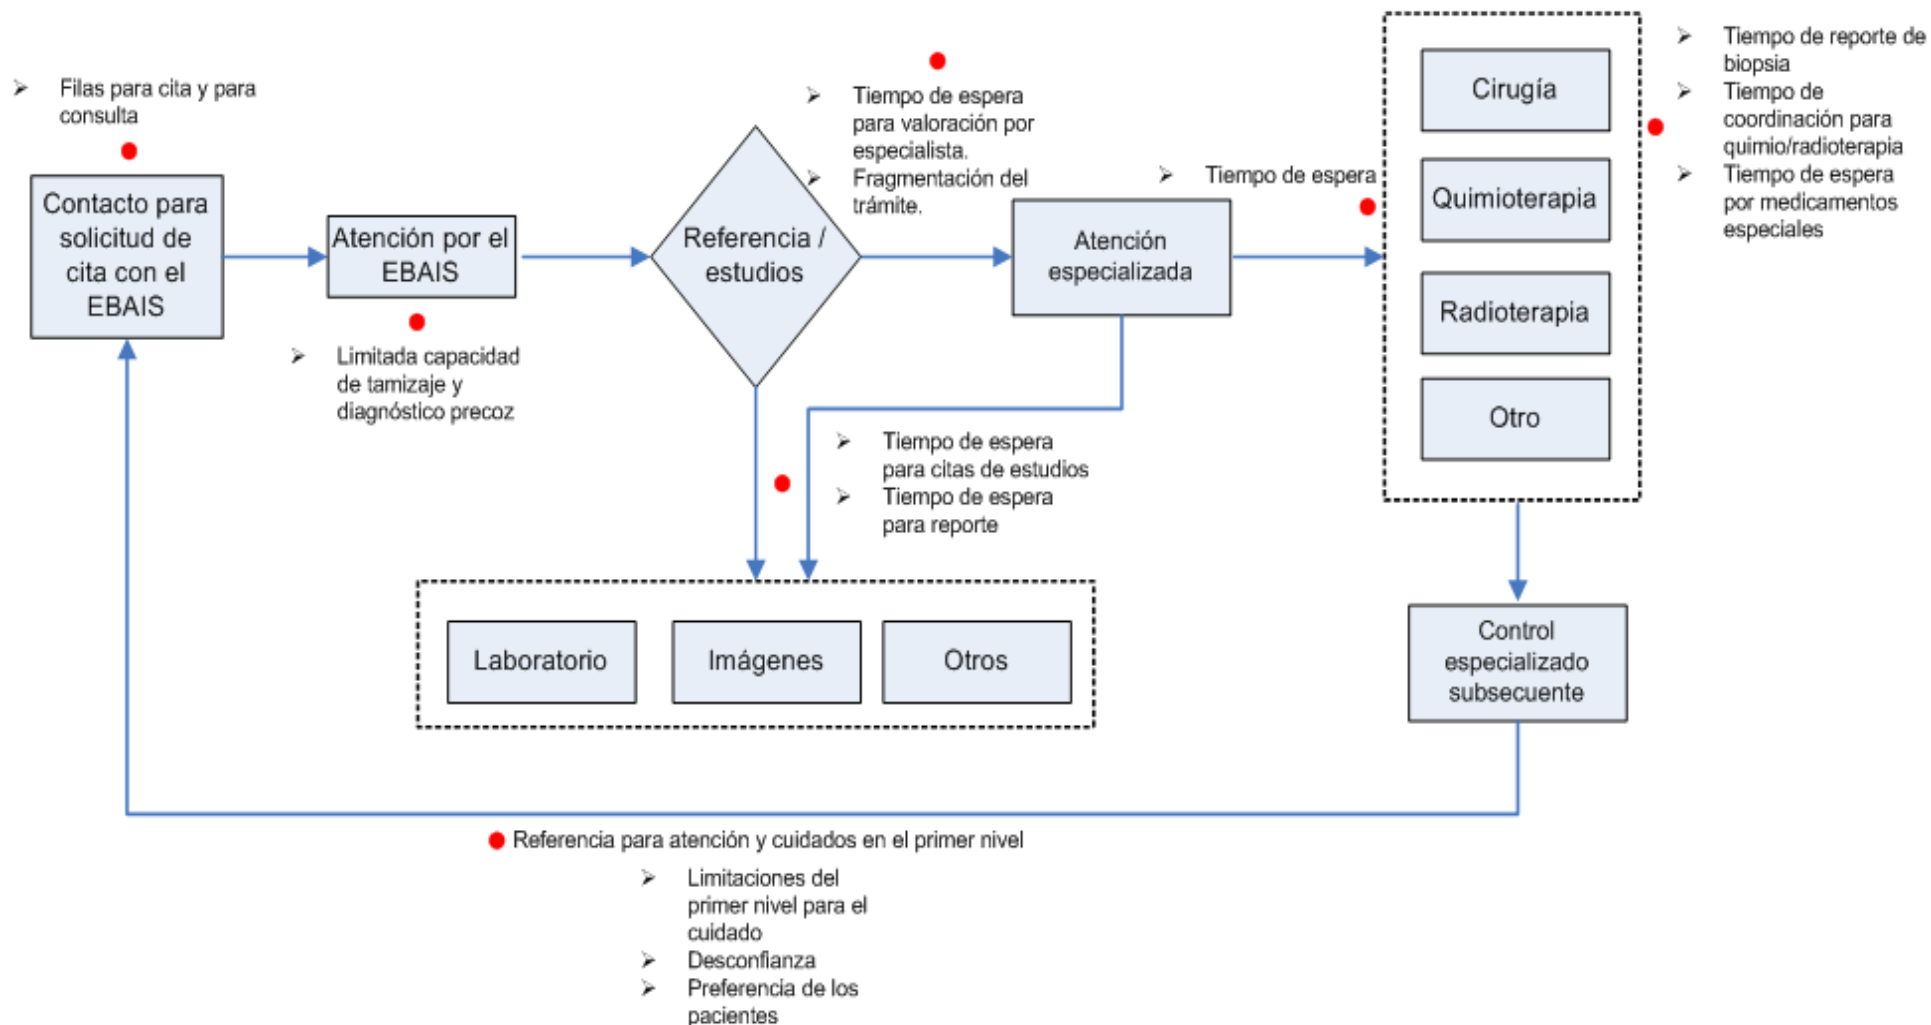 Filas para cita y para
consulta
Contacto para
solicitud de
cita con el
EBAIS
Atención por el
EBAIS
Limitada capacidad
de tamizaje y
diagnóstico precoz
Referencia /
estudios
Tiempo de espera
para valoración por
especialista.
Fragmentación del
trámite.
Atención
especializada
Tiempo de espera
Cirugía
Quimioterapia
Radioterapia
Otro
Tiempo de reporte de
biopsia
Tiempo de
coordinación para
quimio/radioterapia
Tiempo de espera
por medicamentos
especiales
Tiempo de espera
para citas de estudios
Tiempo de espera
para reporte
Laboratorio
Imágenes
Otros
Control
especializado
subsecuente
Referencia para atención y cuidados en el primer nivel
Limitaciones del
primer nivel para el
cuidado
Desconfianza
Preferencia de los
pacientes